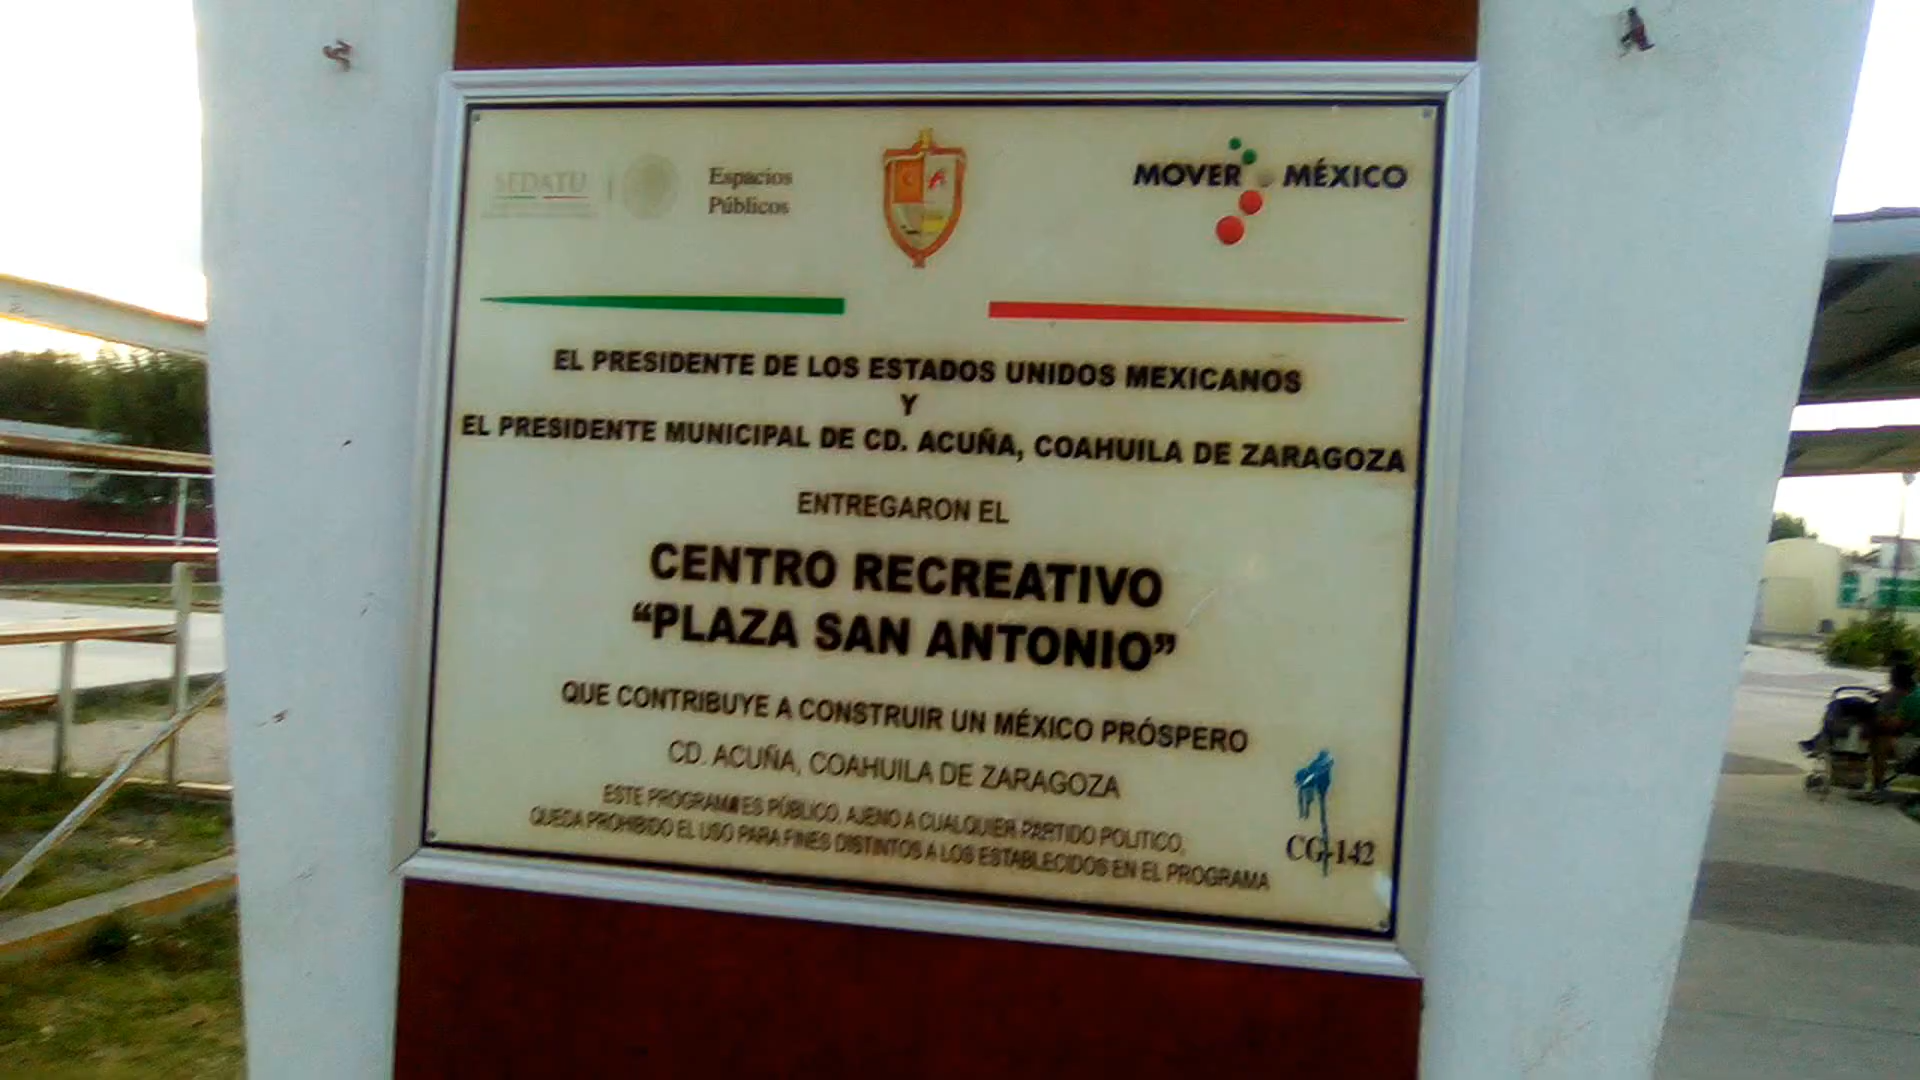 SEDATU
Espacios
Públicos
MOVER MÉXICO
EL PRESIDENTE DE LOS ESTADOS UNIDOS MEXICANOS
Y
EL PRESIDENTE MUNICIPAL DE CD. ACUÑA, COAHUILA DE ZARAGOZA
ENTREGARON EL
CENTRO RECREATIVO
“PLAZA SAN ANTONIO”
QUE CONTRIBUYE A CONSTRUIR UN MÉXICO PRÓSPERO
CD. ACUÑA, COAHUILA DE ZARAGOZA
ESTE PROGRAMA ES PÚBLICO, AJENO A CUALQUIER PARTIDO POLITICO,
QUEDA PROHIBIDO EL USO PARA FINES DISTINTOS A LOS ESTABLECIDOS EN EL PROGRAMA
CG-142